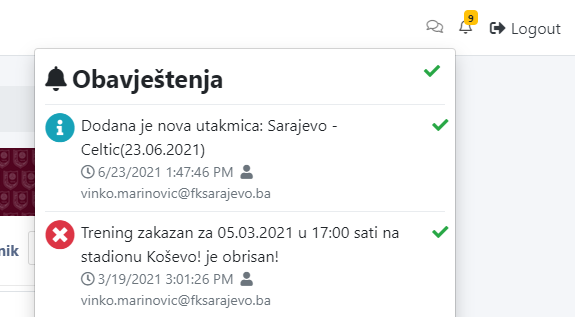 9
Logout
Obavještenja
Dodana je nova utakmica: Sarajevo -
Celtic(23.06.2021)
6/23/2021 1:47:46 PM
vinko.marinovic@fksarajevo.ba
nik
Trening zakazan za 05.03.2021 u 17:00 sati na
stadionu Koševo! je obrisan!
3/19/2021 3:01:26 PM
vinko.marinovic@fksarajevo.ba